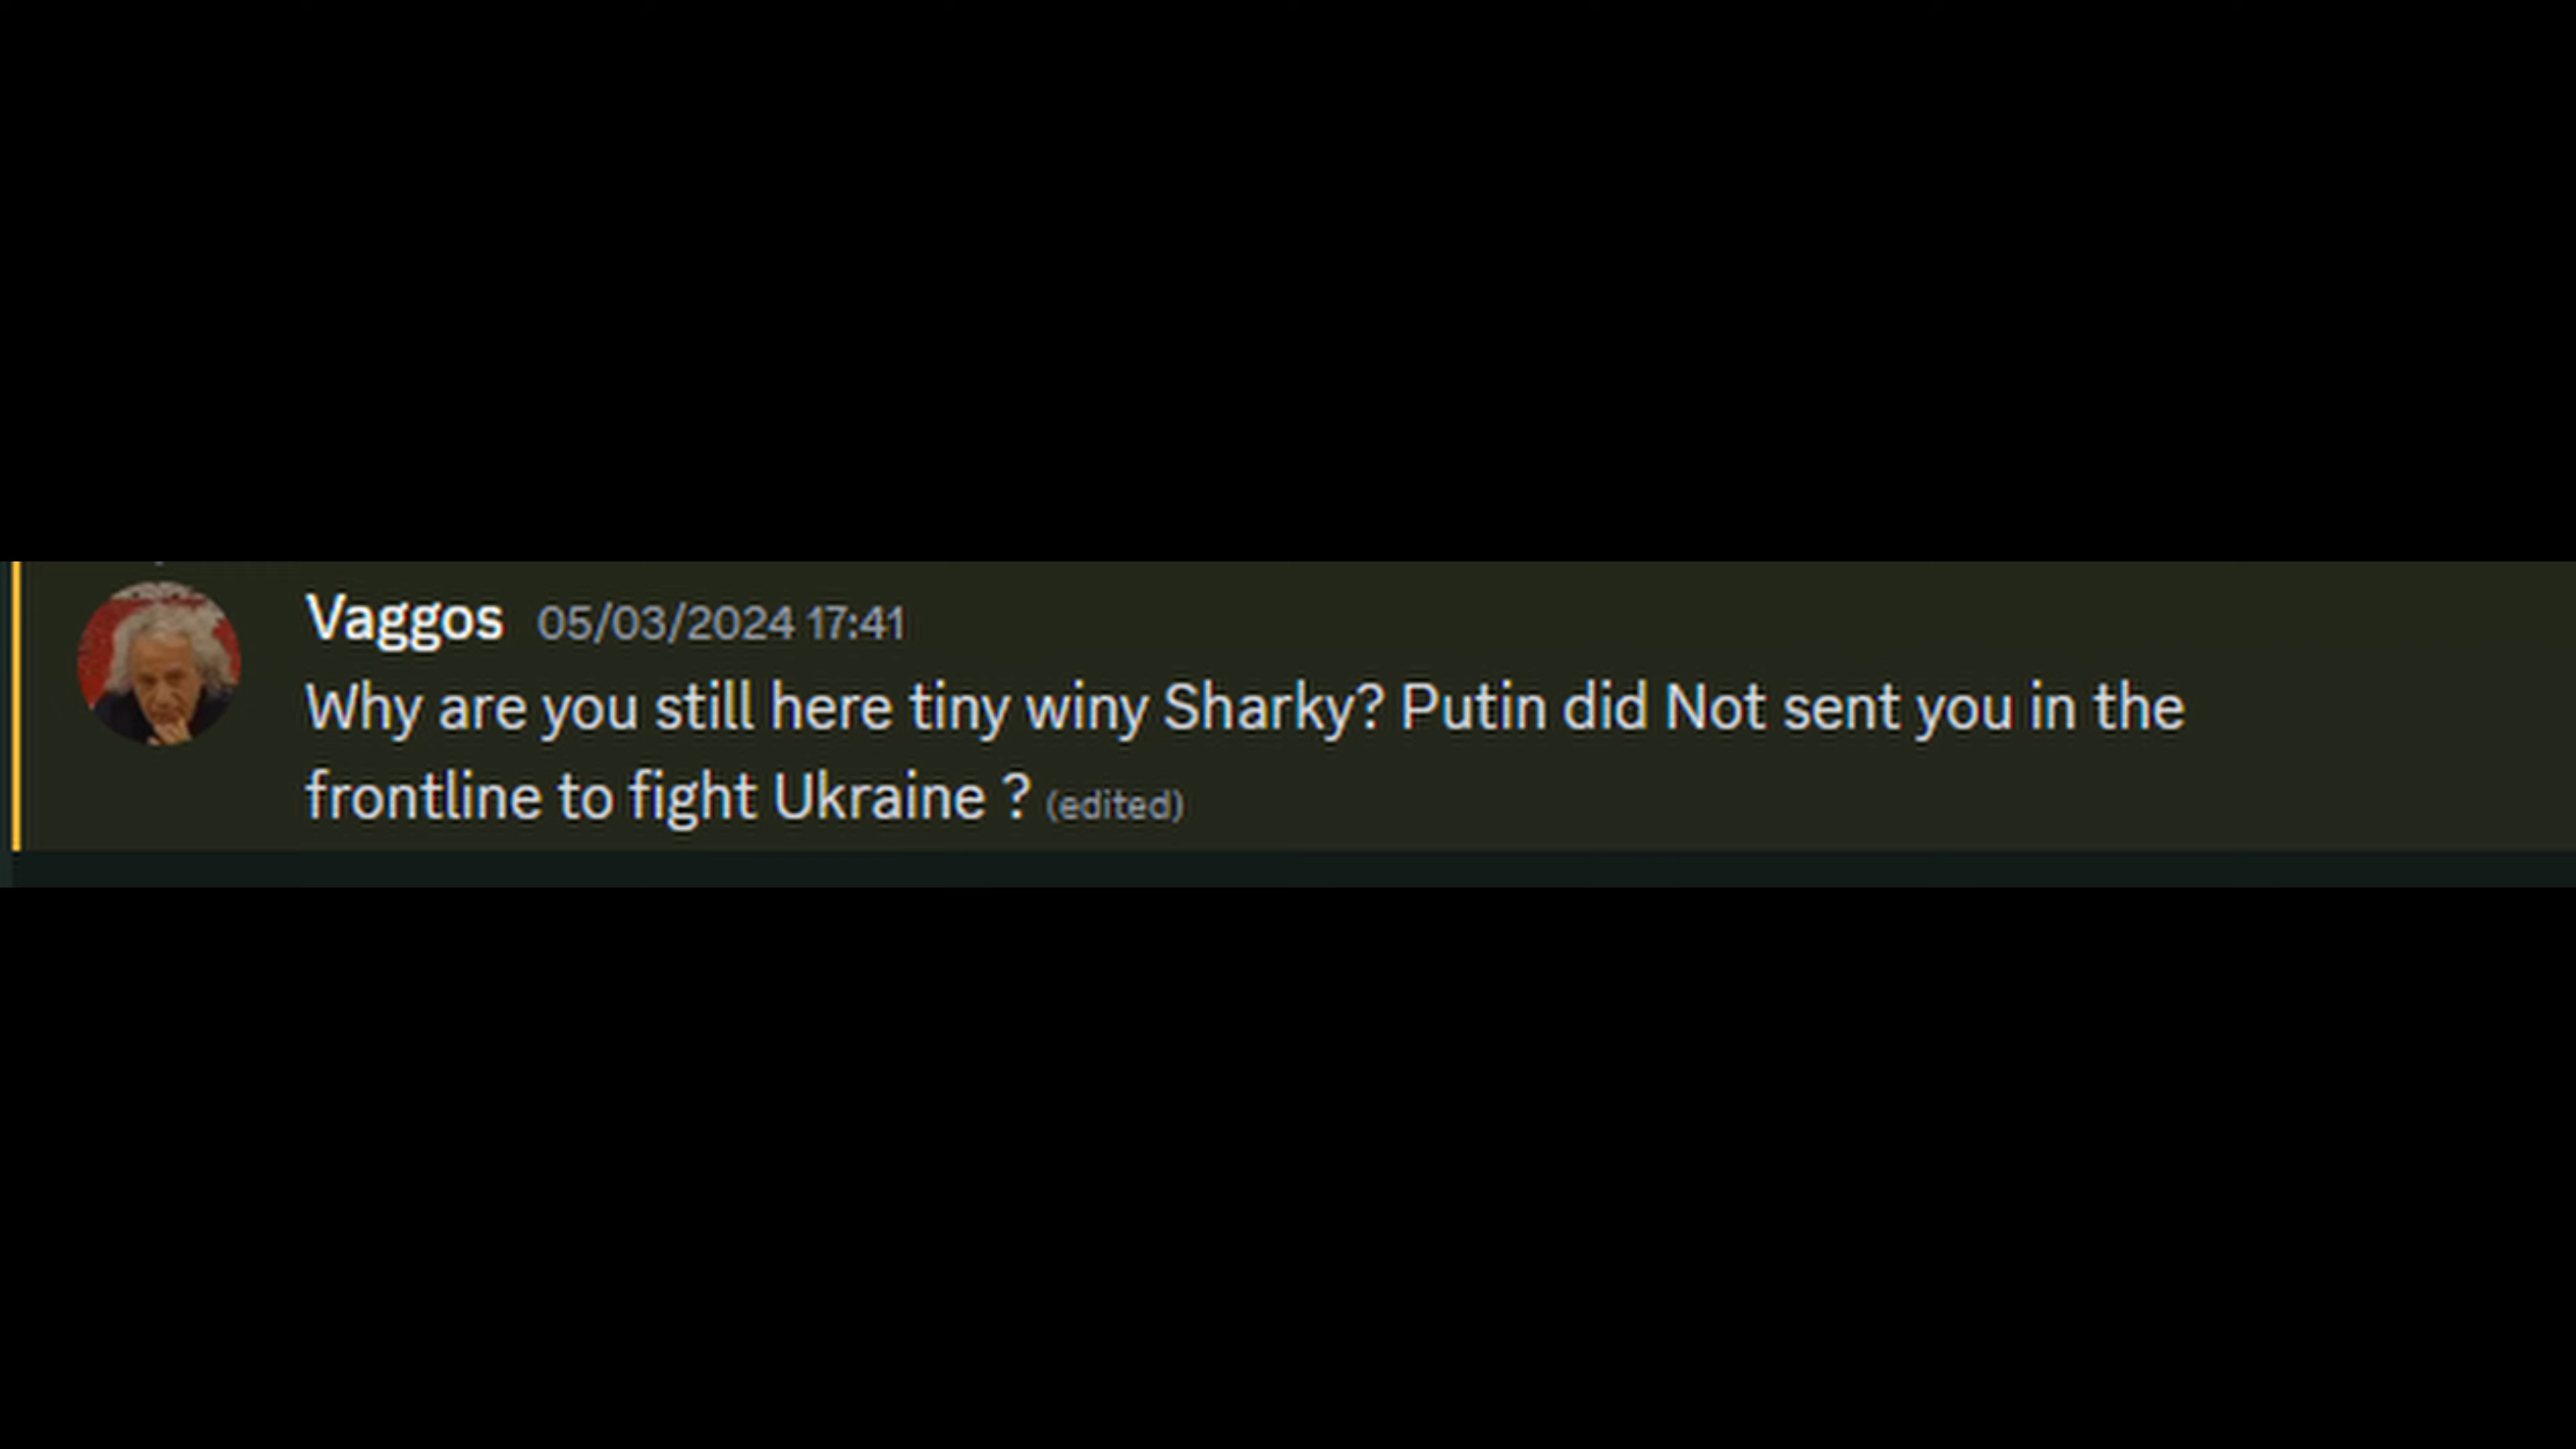 Vaggos 05/03/2024 17:41
Why are you still here tiny winy Sharky? Putin did Not sent you in the
frontline to fight Ukraine ? (edited)